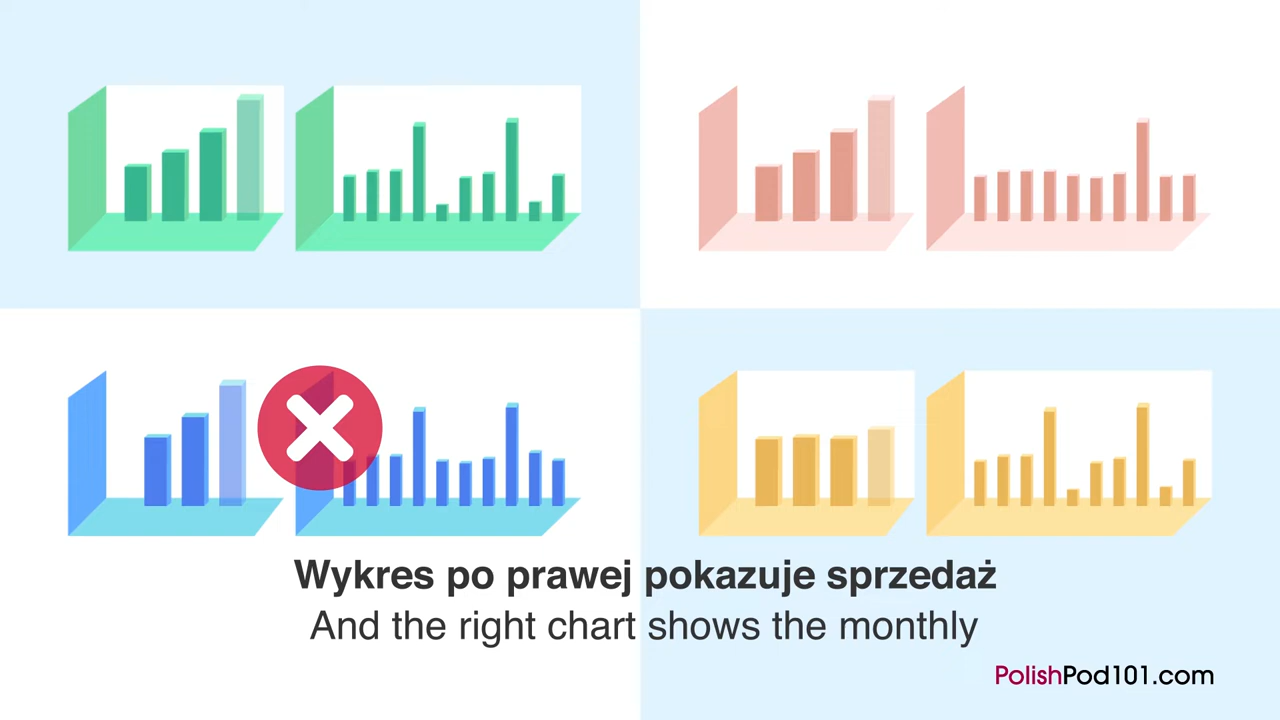 Wykres po prawej pokazuje sprzedaż
And the right chart shows the monthly
PolishPod101.com